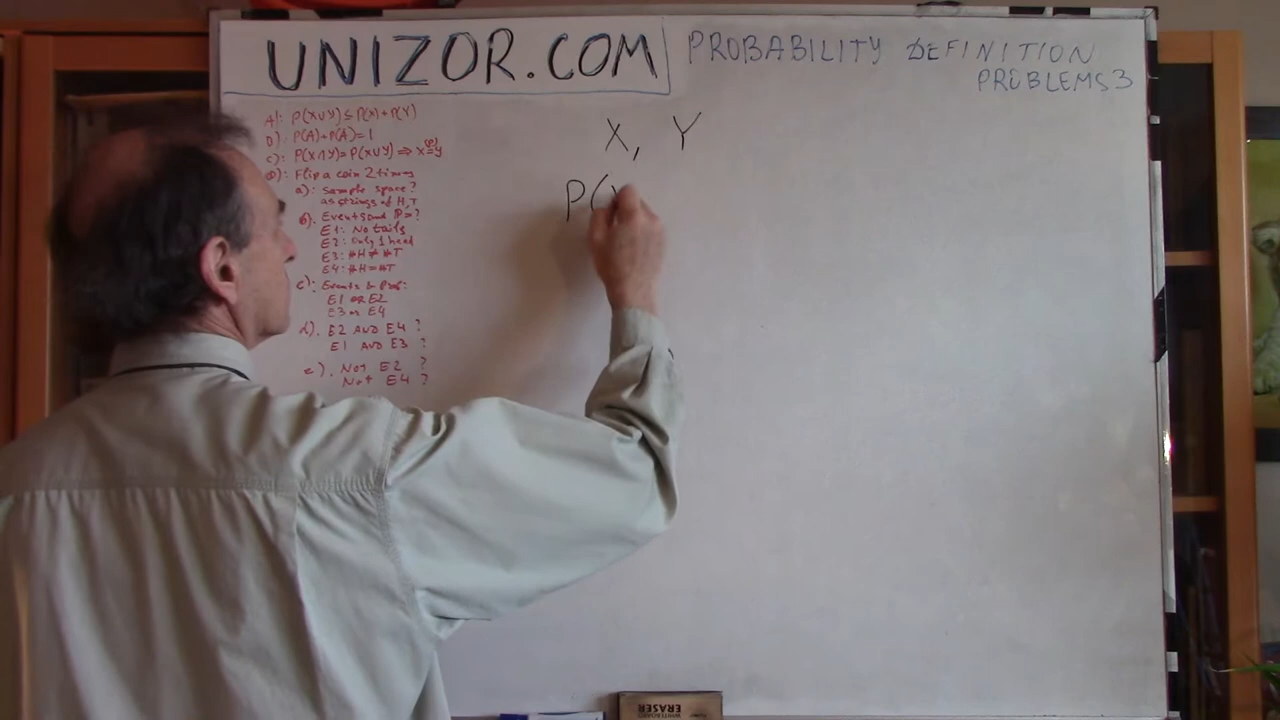 UNIZOR.COM
PROBABILITY DEFINITION
PROBLEMS 3
A): P(X∪Y) ≤ P(X)+P(Y)
B): P(A)+P(Ā)=1
C): P(X∩Y)=P(X∪Y) ⇒ X=Y
D): Flip a coin 2 times
a): Sample space?
as strings of H,T
b). Events and P=?
E1: No tails
E2: Only 1 head
E3: #H≠#T
E4: #H=#T
c): Events & Prob:
E1 OR E2
E3 or E4
d). E2 AND E4 ?
E1 AND E3 ?
e). Not E2 ?
Not E4 ?
X, Y
P(
WHITEBOARD
ERASER